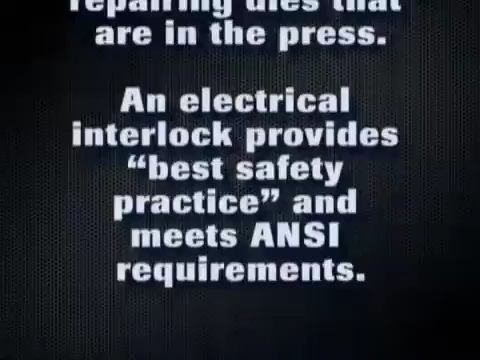 repairing dies that
are in the press.
An electrical
interlock provides
“best safety
practice” and
meets ANSI
requirements.